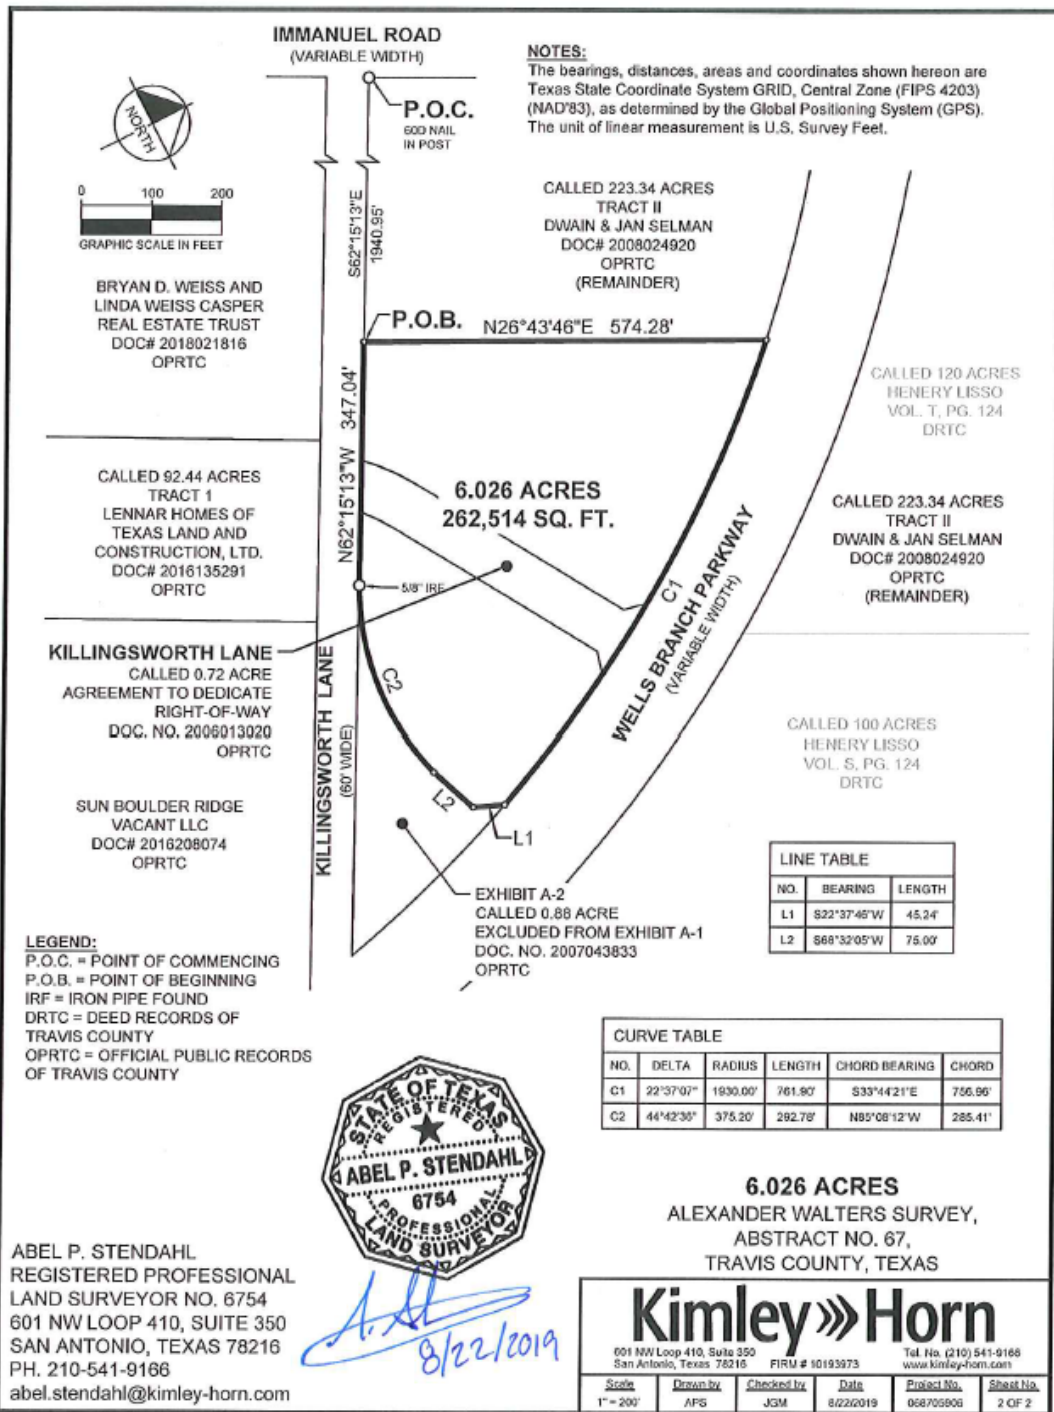 IMMANUEL ROAD
(VARIABLE WIDTH)
P.O.C.
60D NAIL
IN POST
NOTES:
The bearings, distances, areas and coordinates shown hereon are
Texas State Coordinate System GRID, Central Zone (FIPS 4203)
(NAD'83), as determined by the Global Positioning System (GPS).
The unit of linear measurement is U.S. Survey Feet.
NORTH
0 100 200
GRAPHIC SCALE IN FEET
S62°15'13"E
1940.95'
CALLED 223.34 ACRES
TRACT II
DWAIN & JAN SELMAN
DOC# 2008024920
OPRTC
(REMAINDER)
BRYAN D. WEISS AND
LINDA WEISS CASPER
REAL ESTATE TRUST
DOC# 2018021816
OPRTC
P.O.B.
N26°43'46"E 574.28'
N62°15'13"W 347.04'
CALLED 120 ACRES
HENERY LISSO
VOL. T, PG. 124
DRTC
CALLED 92.44 ACRES
TRACT 1
LENNAR HOMES OF
TEXAS LAND AND
CONSTRUCTION, LTD.
DOC# 2016135291
OPRTC
6.026 ACRES
262,514 SQ. FT.
5/8" IRF
C1
WELLS BRANCH PARKWAY
(VARIABLE WIDTH)
CALLED 223.34 ACRES
TRACT II
DWAIN & JAN SELMAN
DOC# 2008024920
OPRTC
(REMAINDER)
KILLINGSWORTH LANE
CALLED 0.72 ACRE
AGREEMENT TO DEDICATE
RIGHT-OF-WAY
DOC. NO. 2006013020
OPRTC
KILLINGSWORTH LANE
(60' WIDE)
C2
L2
L1
CALLED 100 ACRES
HENERY LISSO
VOL. S, PG. 124
DRTC
SUN BOULDER RIDGE
VACANT LLC
DOC# 2016208074
OPRTC
EXHIBIT A-2
CALLED 0.88 ACRE
EXCLUDED FROM EXHIBIT A-1
DOC. NO. 2007043833
OPRTC
LINE TABLE
NO. BEARING LENGTH
L1 S22°37'46"W 45.24'
L2 S68°32'05"W 75.00'
LEGEND:
P.O.C. = POINT OF COMMENCING
P.O.B. = POINT OF BEGINNING
IRF = IRON PIPE FOUND
DRTC = DEED RECORDS OF
TRAVIS COUNTY
OPRTC = OFFICIAL PUBLIC RECORDS
OF TRAVIS COUNTY
CURVE TABLE
NO. DELTA RADIUS LENGTH CHORD BEARING CHORD
C1 22°37'07" 1930.00' 761.90' S33°44'21"E 756.96'
C2 44°42'36" 375.20' 292.78' N85°08'12"W 285.41'
STATE OF TEXAS
REGISTERED
ABEL P. STENDAHL
6754
PROFESSIONAL
LAND SURVEYOR
6.026 ACRES
ALEXANDER WALTERS SURVEY,
ABSTRACT NO. 67,
TRAVIS COUNTY, TEXAS
ABEL P. STENDAHL
REGISTERED PROFESSIONAL
LAND SURVEYOR NO. 6754
601 NW LOOP 410, SUITE 350
SAN ANTONIO, TEXAS 78216
PH. 210-541-9166
abel.stendahl@kimley-horn.com
8/22/2019
Kimley»Horn
601 NW Loop 410, Suite 350
San Antonio, Texas 78216 FIRM # 10193973
Tel. No. (210) 541-9166
www.kimley-horn.com
Scale Drawn by Checked by Date Project No. Sheet No.
1" = 200' APS JGM 8/22/2019 068705906 2 OF 2